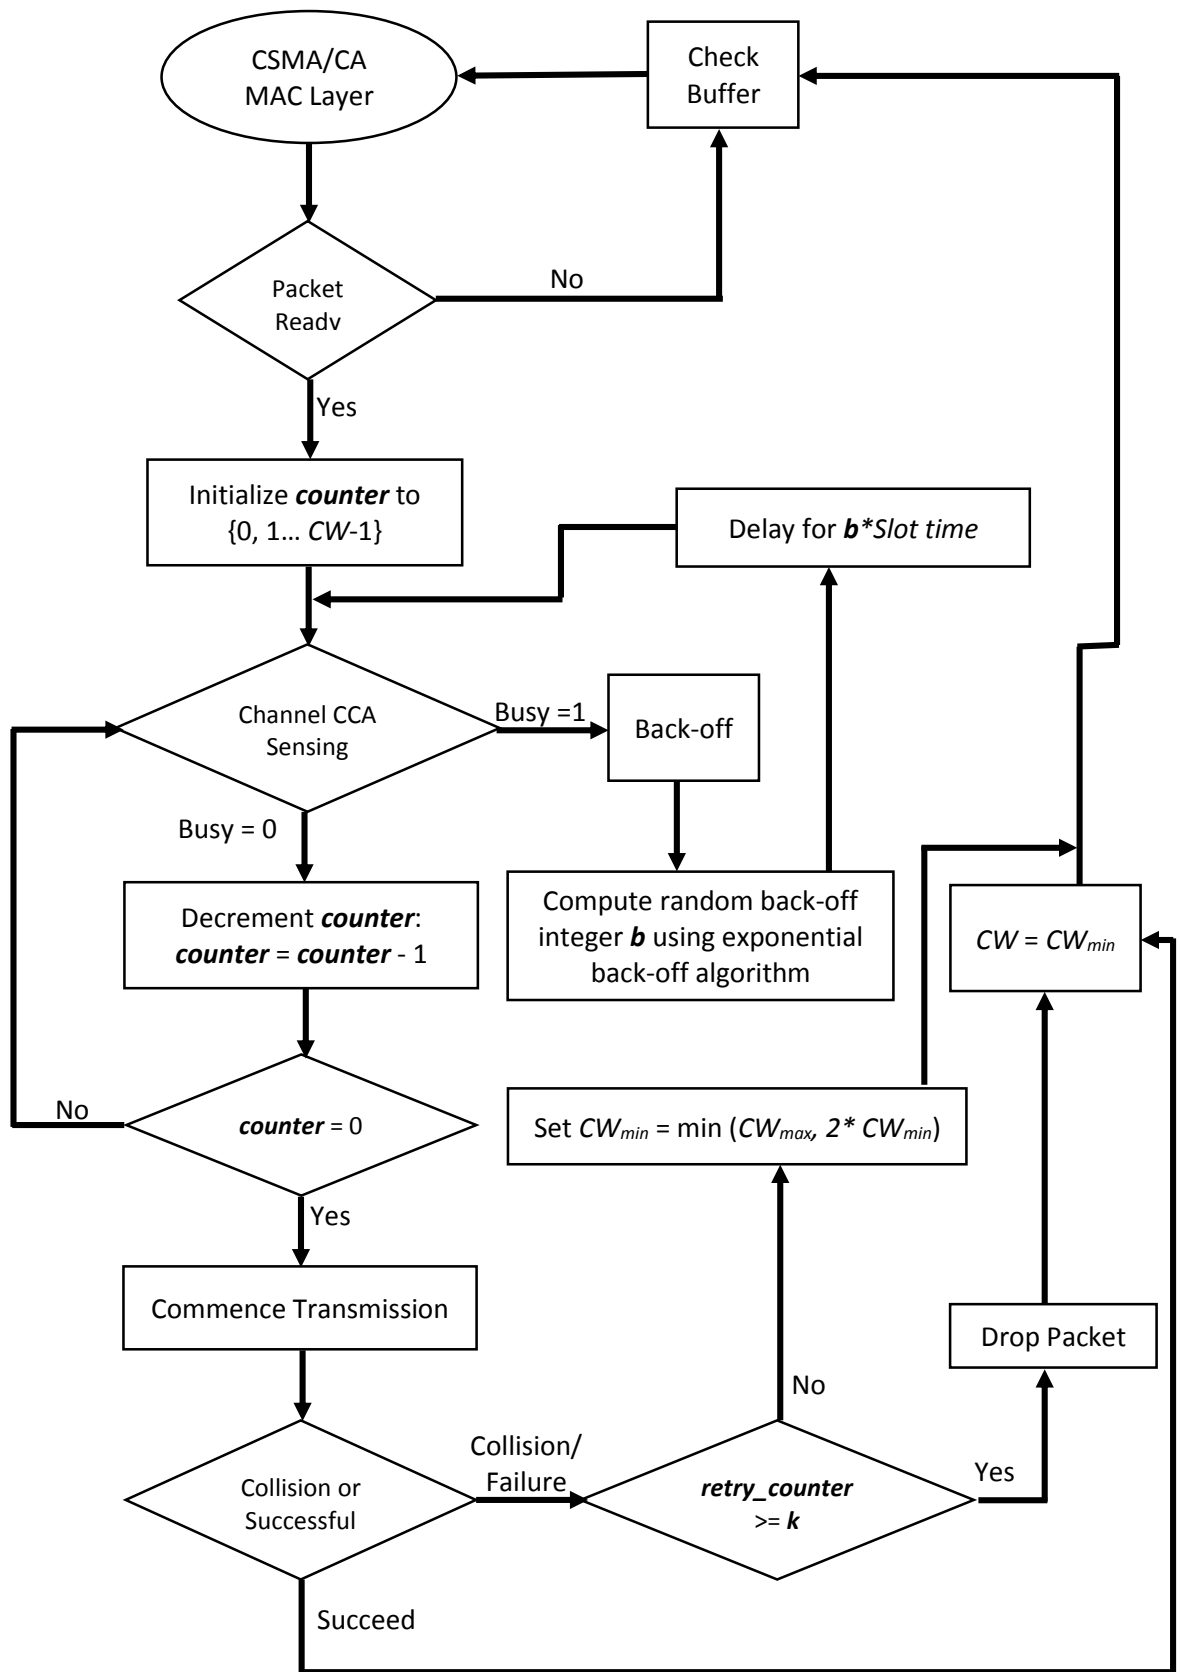 CSMA/CA
MAC Layer
Check
Buffer
Packet
Ready
No
Yes
Initialize counter to
{0, 1... CW-1}
Delay for b*Slot time
Channel CCA
Sensing
Busy =1
Back-off
Busy = 0
Decrement counter:
counter = counter - 1
Compute random back-off
integer b using exponential
back-off algorithm
CW = CWmin
No
counter = 0
Set CWmin = min (CWmax, 2* CWmin)
Yes
Commence Transmission
Drop Packet
No
Collision/
Failure
Collision or
Successful
retry_counter
>= k
Yes
Succeed